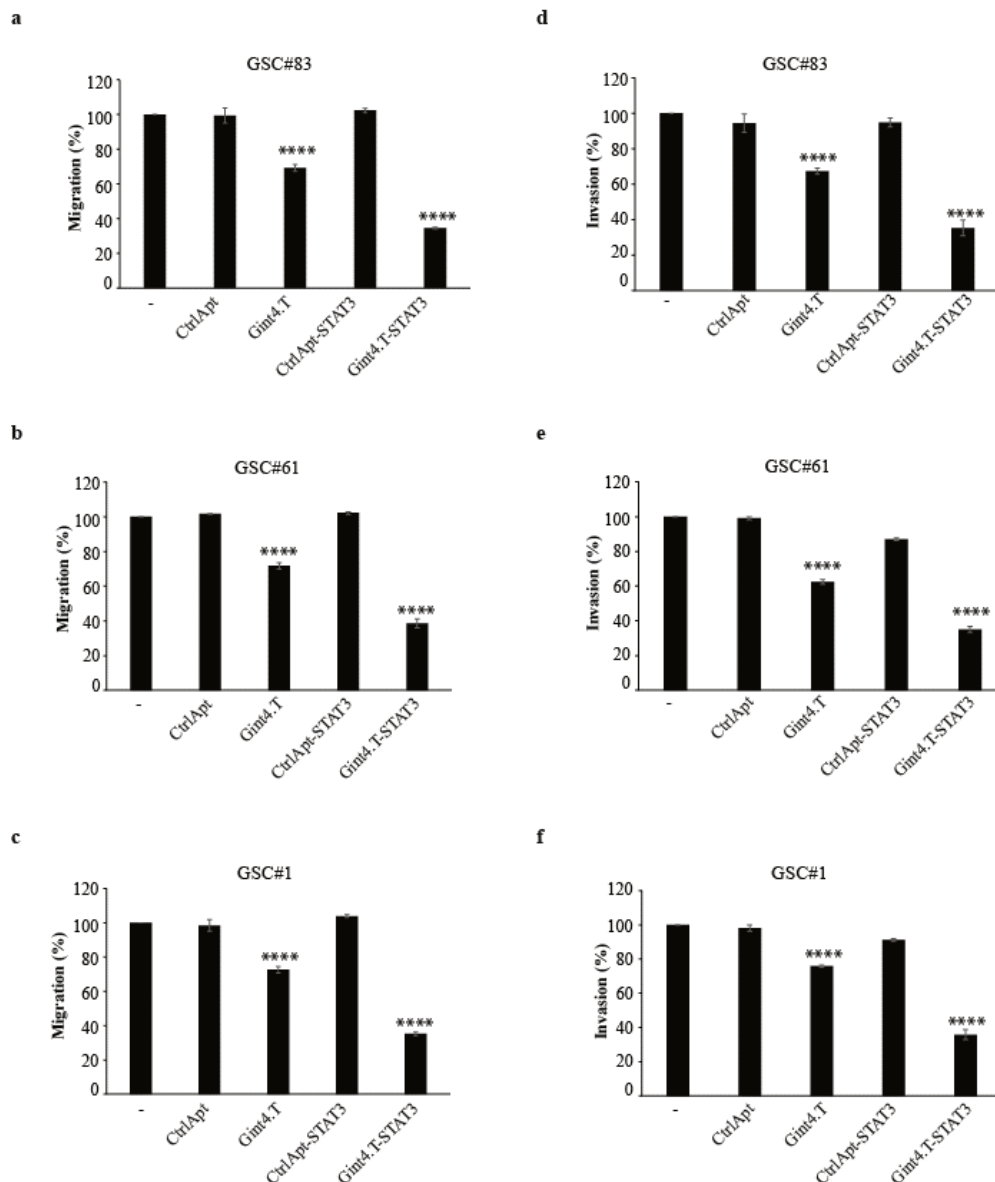 a
GSC#83
Migration (%)
120
100
80
60
40
20
0
****
****
-
CtrlApt
Gint4.T
CtrlApt-STAT3
Gint4.T-STAT3
d
GSC#83
Invasion (%)
120
100
80
60
40
20
0
****
****
-
CtrlApt
Gint4.T
CtrlApt-STAT3
Gint4.T-STAT3
b
GSC#61
Migration (%)
120
100
80
60
40
20
0
****
****
-
CtrlApt
Gint4.T
CtrlApt-STAT3
Gint4.T-STAT3
e
GSC#61
Invasion (%)
120
100
80
60
40
20
0
****
****
-
CtrlApt
Gint4.T
CtrlApt-STAT3
Gint4.T-STAT3
c
GSC#1
Migration (%)
120
100
80
60
40
20
0
****
****
-
CtrlApt
Gint4.T
CtrlApt-STAT3
Gint4.T-STAT3
f
GSC#1
Invasion (%)
120
100
80
60
40
20
0
****
****
-
CtrlApt
Gint4.T
CtrlApt-STAT3
Gint4.T-STAT3